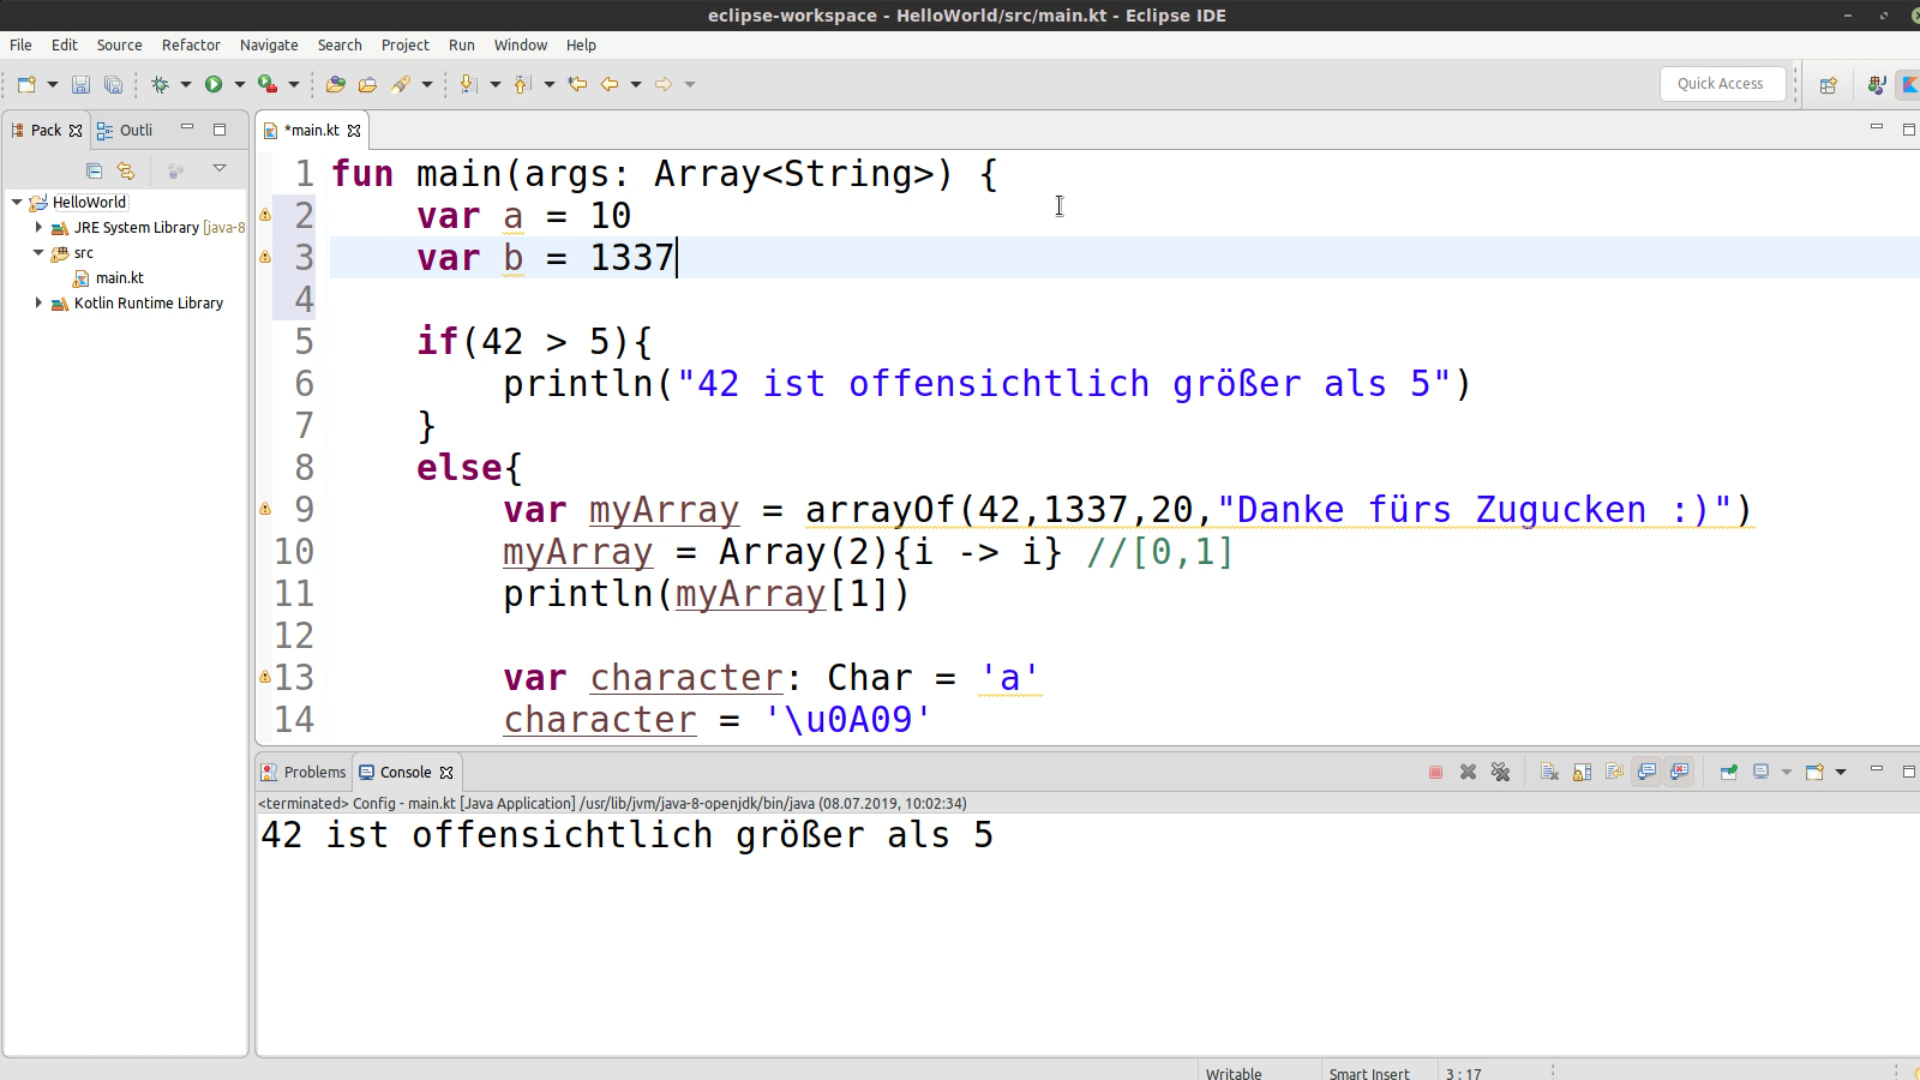 eclipse-workspace - HelloWorld/src/main.kt - Eclipse IDE
File Edit Source Refactor Navigate Search Project Run Window Help
Quick Access
Pack Outli
*main.kt
HelloWorld
JRE System Library [java-8
src
main.kt
Kotlin Runtime Library
1 fun main(args: Array<String>) {
2 var a = 10
3 var b = 1337
4
5 if(42 > 5){
6 println("42 ist offensichtlich größer als 5")
7 }
8 else{
9 var myArray = arrayOf(42,1337,20,"Danke fürs Zugucken :)")
10 myArray = Array(2){i -> i} //[0,1]
11 println(myArray[1])
12
13 var character: Char = 'a'
14 character = '\u0A09'
Problems Console
<terminated> Config - main.kt [Java Application] /usr/lib/jvm/java-8-openjdk/bin/java (08.07.2019, 10:02:34)
42 ist offensichtlich größer als 5
Writable Smart Insert 3 : 17